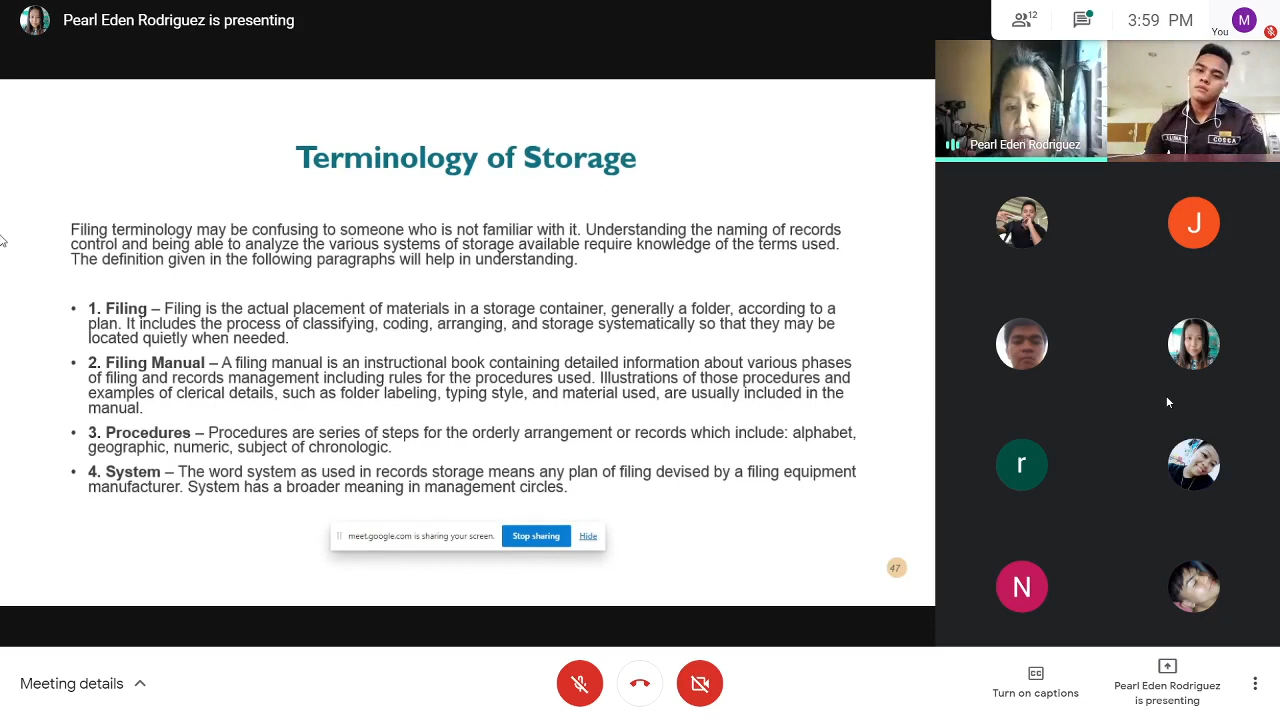 Pearl Eden Rodriguez is presenting
12
3:59 PM
You
M
Terminology of Storage
Filing terminology may be confusing to someone who is not familiar with it. Understanding the naming of records
control and being able to analyze the various systems of storage available require knowledge of the terms used.
The definition given in the following paragraphs will help in understanding.
• 1. Filing – Filing is the actual placement of materials in a storage container, generally a folder, according to a
plan. It includes the process of classifying, coding, arranging, and storage systematically so that they may be
located quietly when needed.
• 2. Filing Manual – A filing manual is an instructional book containing detailed information about various phases
of filing and records management including rules for the procedures used. Illustrations of those procedures and
examples of clerical details, such as folder labeling, typing style, and material used, are usually included in the
manual.
• 3. Procedures – Procedures are series of steps for the orderly arrangement or records which include: alphabet,
geographic, numeric, subject of chronologic.
• 4. System – The word system as used in records storage means any plan of filing devised by a filing equipment
manufacturer. System has a broader meaning in management circles.
meet.google.com is sharing your screen. Stop sharing Hide
47
Pearl Eden Rodriguez
COSCA
J
r
N
Meeting details
CC
Turn on captions
Pearl Eden Rodriguez
is presenting